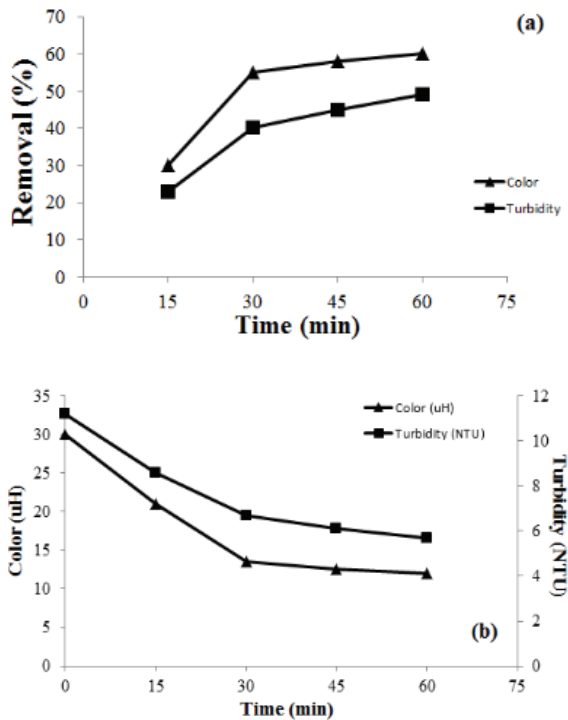 (a)
70
60
50
40
30
20
10
0
Removal (%)
Color
Turbidity
0 15 30 45 60 75
Time (min)
35
30
25
20
15
10
5
0
Color (uH)
Color (uH)
Turbidity (NTU)
12
10
8
6
4
2
0
Turbidity (NTU)
(b)
0 15 30 45 60 75
Time (min)